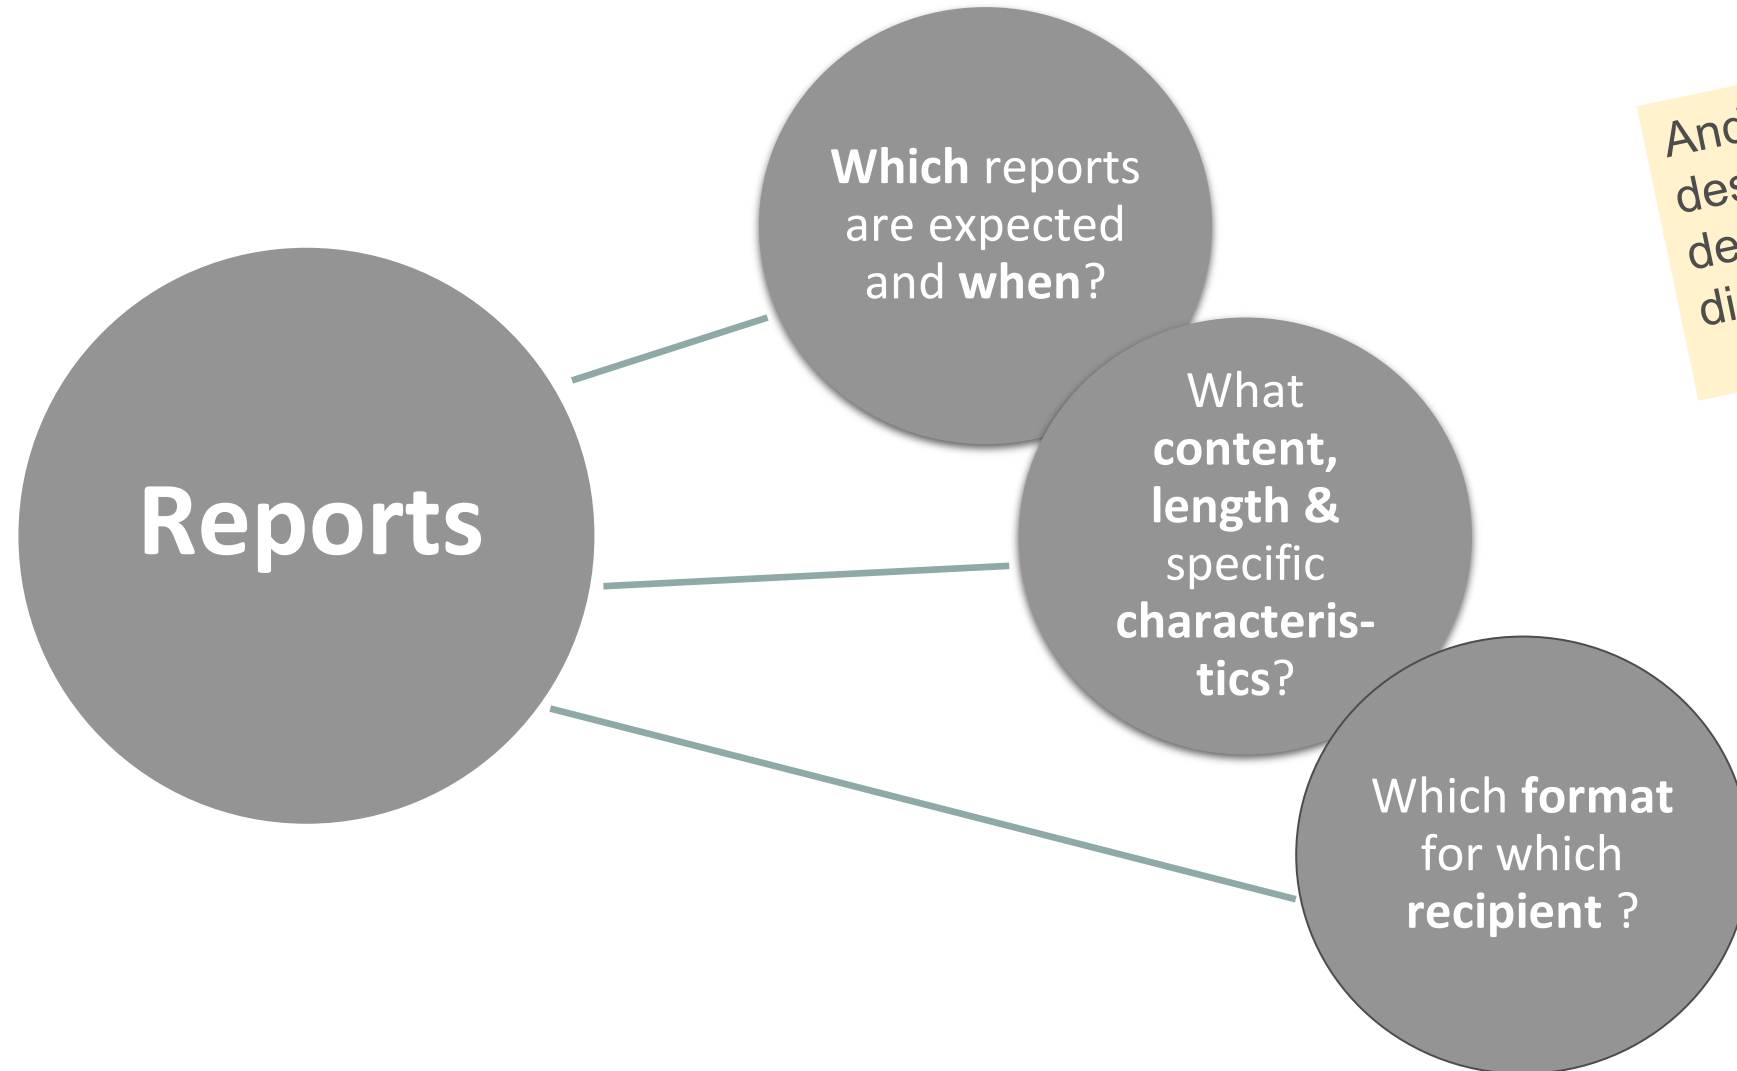 Reports
Which reports
are expected
and when?
What
content,
length &
specific
characteris-
tics?
Which format
for which
recipient ?